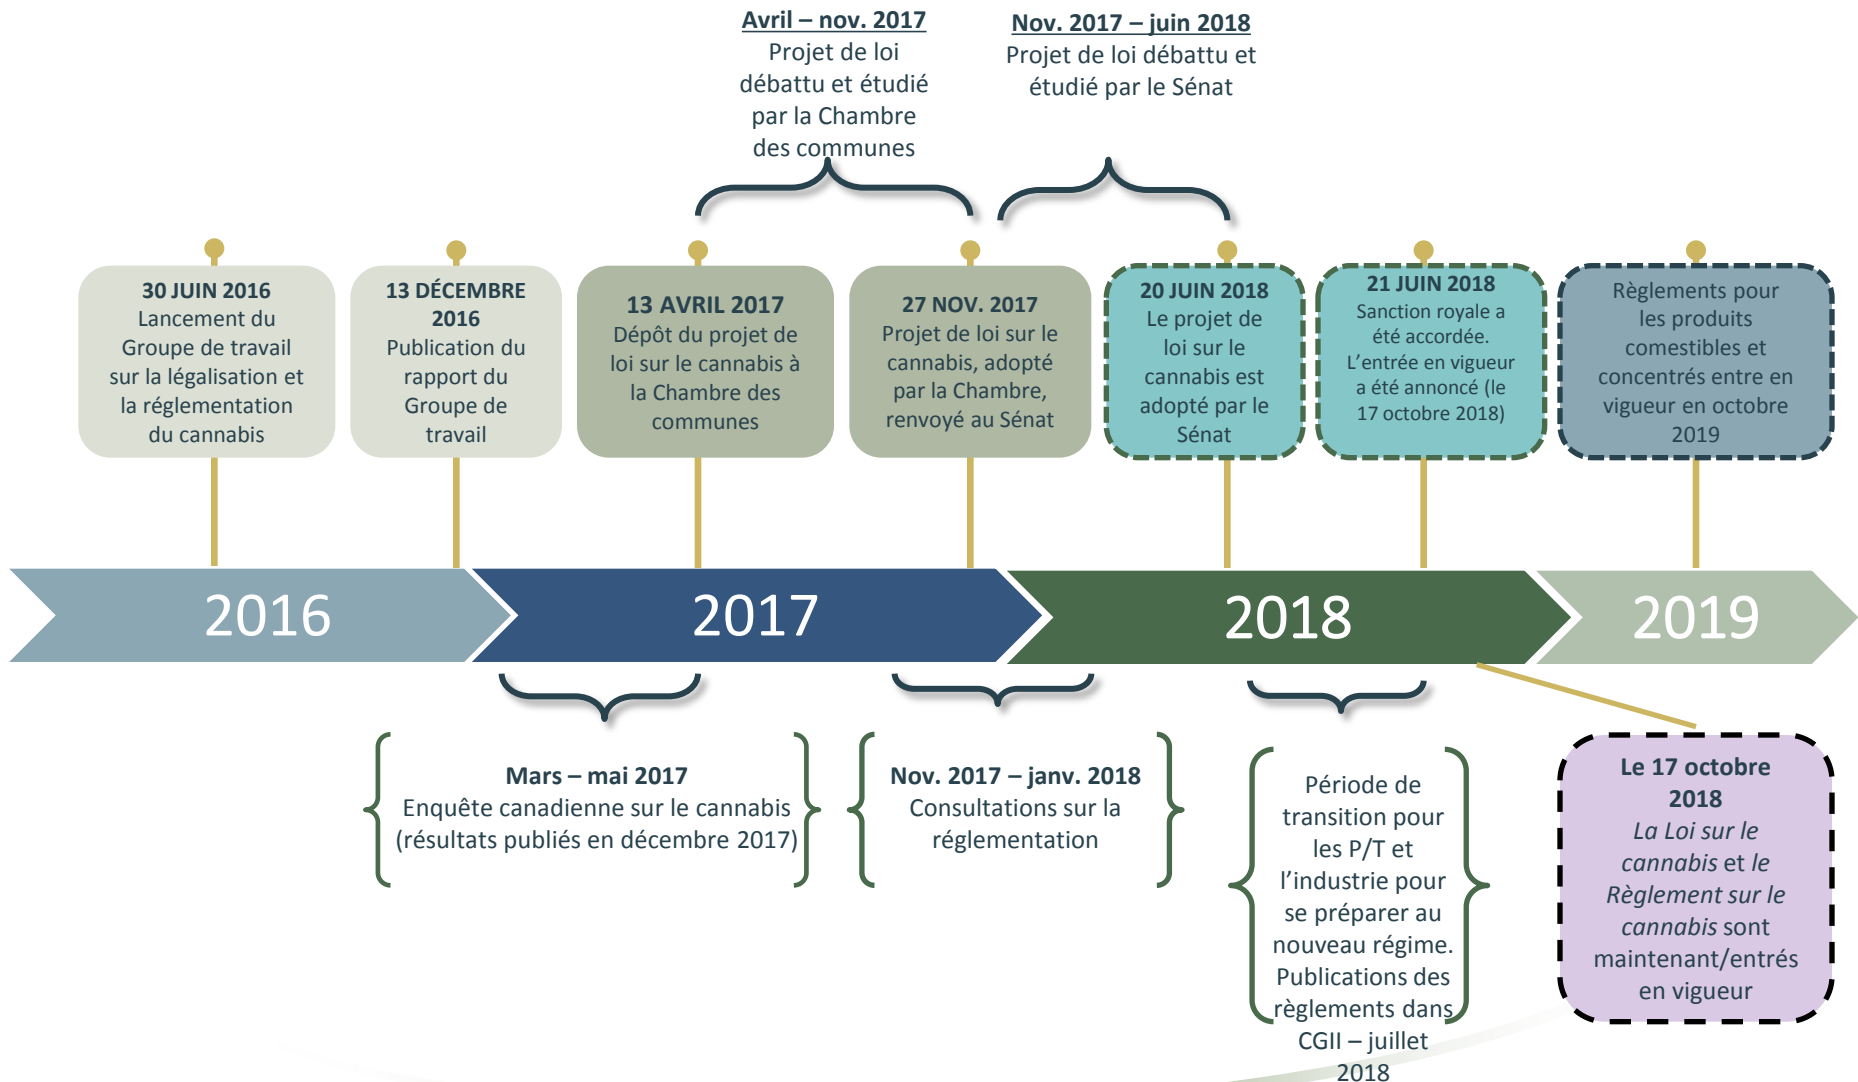 Avril – nov. 2017
Projet de loi
débattu et étudié
par la Chambre
des communes
Nov. 2017 – juin 2018
Projet de loi débattu et
étudié par le Sénat
30 JUIN 2016
Lancement du
Groupe de travail
sur la légalisation et
la réglementation
du cannabis
13 DÉCEMBRE
2016
Publication du
rapport du
Groupe de
travail
13 AVRIL 2017
Dépôt du projet de
loi sur le cannabis à
la Chambre des
communes
27 NOV. 2017
Projet de loi sur le
cannabis, adopté
par la Chambre,
renvoyé au Sénat
20 JUIN 2018
Le projet de
loi sur le
cannabis est
adopté par le
Sénat
21 JUIN 2018
Sanction royale a
été accordée.
L’entrée en vigueur
a été annoncé (le
17 octobre 2018)
Règlements pour
les produits
comestibles et
concentrés entre en
vigueur en octobre
2019
2016
2017
2018
2019
Mars – mai 2017
Enquête canadienne sur le cannabis
(résultats publiés en décembre 2017)
Nov. 2017 – janv. 2018
Consultations sur la
réglementation
Période de
transition pour
les P/T et
l’industrie pour
se préparer au
nouveau régime.
Publications des
règlements dans
CGII – juillet
2018
Le 17 octobre
2018
La Loi sur le
cannabis et le
Règlement sur le
cannabis sont
maintenant/entrés
en vigueur